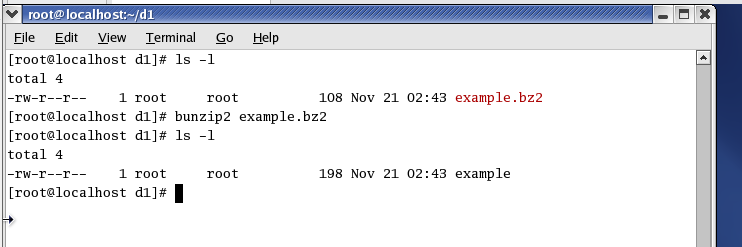 root@localhost:~/d1
File Edit View Terminal Go Help
[root@localhost d1]# ls -l
total 4
-rw-r--r--    1 root     root          108 Nov 21 02:43 example.bz2
[root@localhost d1]# bunzip2 example.bz2
[root@localhost d1]# ls -l
total 4
-rw-r--r--    1 root     root          198 Nov 21 02:43 example
[root@localhost d1]#